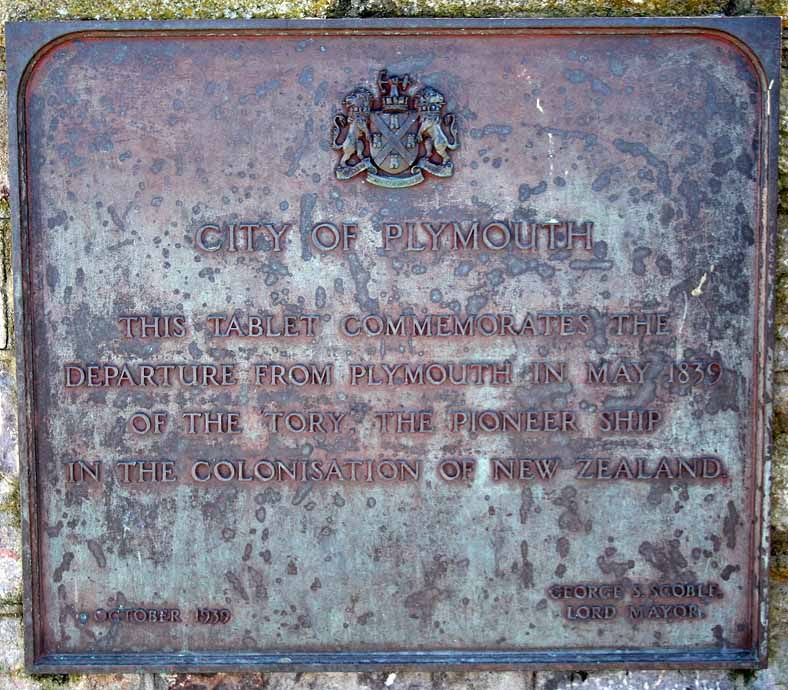 CITY OF PLYMOUTH
THIS TABLET COMMEMORATES THE
DEPARTURE FROM PLYMOUTH IN MAY 1839
OF THE 'TORY', THE PIONEER SHIP
IN THE COLONISATION OF NEW ZEALAND.
OCTOBER 1939
GEORGE S. SCOBLE.
LORD MAYOR.